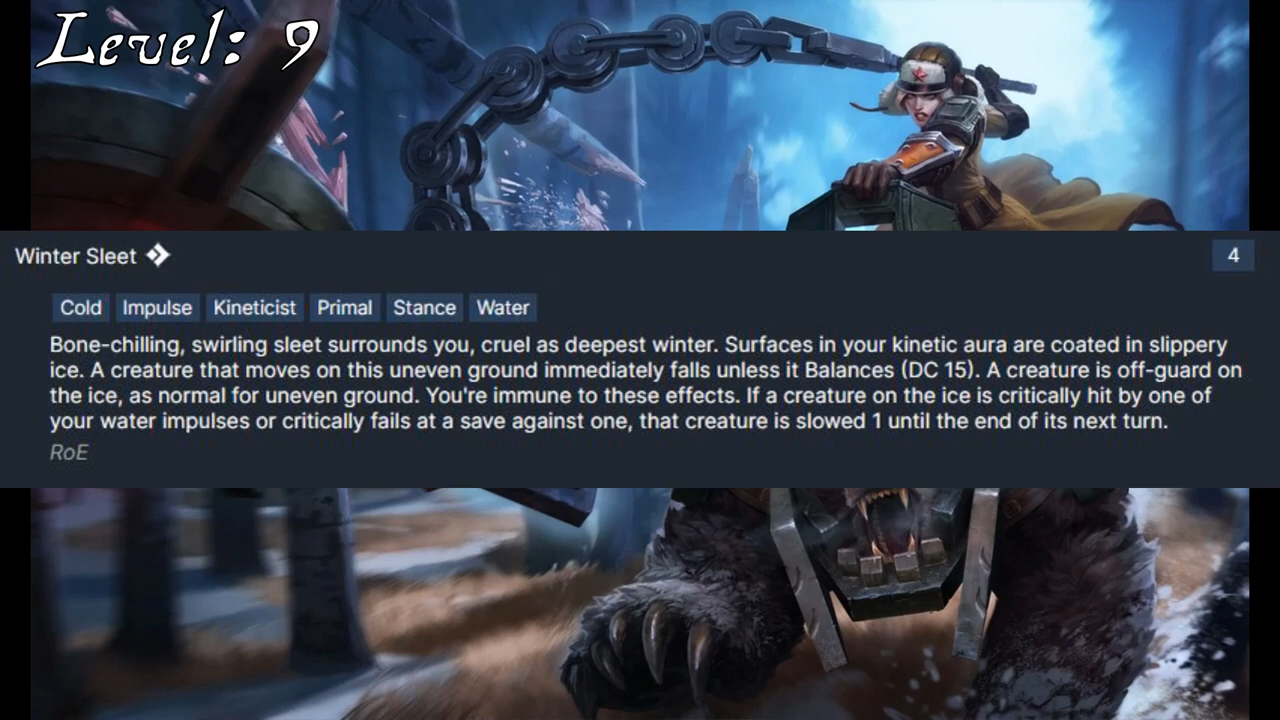 Level: 9
Winter Sleet
4
Cold Impulse Kineticist Primal Stance Water
Bone-chilling, swirling sleet surrounds you, cruel as deepest winter. Surfaces in your kinetic aura are coated in slippery
ice. A creature that moves on this uneven ground immediately falls unless it Balances (DC 15). A creature is off-guard on
the ice, as normal for uneven ground. You're immune to these effects. If a creature on the ice is critically hit by one of
your water impulses or critically fails at a save against one, that creature is slowed 1 until the end of its next turn.
RoE